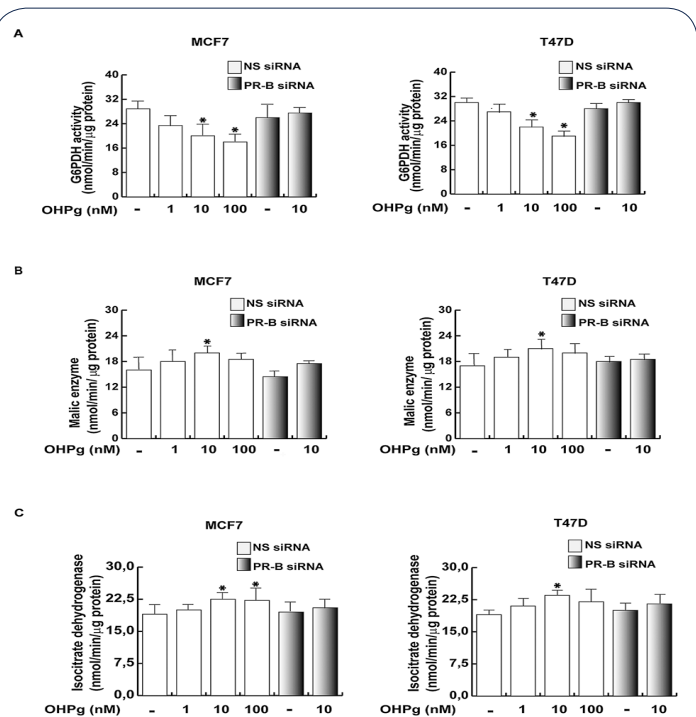 A
MCF7
NS siRNA
PR-B siRNA
G6PDH activity
(nmol/min/µg protein)
40
32
24
16
8
0
* *
OHPg (nM) - 1 10 100 - 10
T47D
NS siRNA
PR-B siRNA
G6PDH activity
(nmol/min/µg protein)
40
32
24
16
8
0
* *
OHPg (nM) - 1 10 100 - 10
B
MCF7
NS siRNA
PR-B siRNA
Malic enzyme
(nmol/min/ µg protein)
30
24
18
12
6
0
*
OHPg (nM) - 1 10 100 - 10
T47D
NS siRNA
PR-B siRNA
Malic enzyme
(nmol/min/ µg protein)
30
24
18
12
6
0
*
OHPg (nM) - 1 10 100 - 10
C
MCF7
NS siRNA
PR-B siRNA
Isocitrate dehydrogenase
(nmol/min/µg protein)
30,0
22,5
15,0
7,5
0,0
* *
OHPg (nM) - 1 10 100 - 10
T47D
NS siRNA
PR-B siRNA
Isocitrate dehydrogenase
(nmol/min/µg protein)
30,0
22,5
15,0
7,5
0,0
*
OHPg (nM) - 1 10 100 - 10